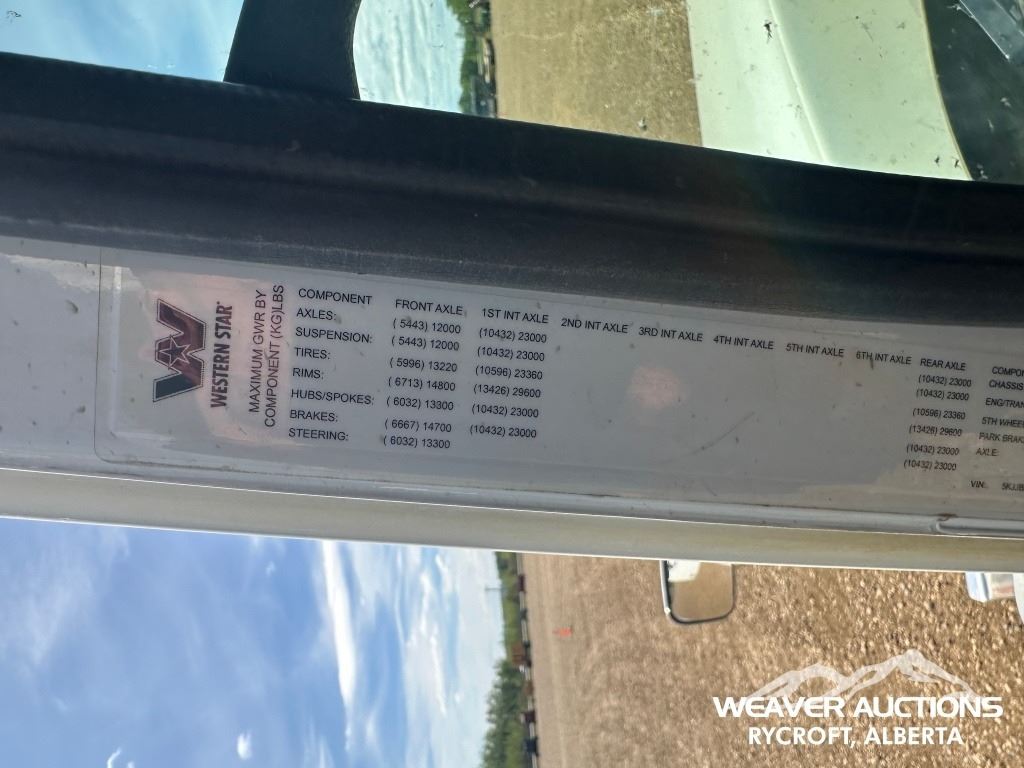 WESTERN STAR
MAXIMUM GWR BY
COMPONENT (KG)LBS
COMPONENT FRONT AXLE 1ST INT AXLE 2ND INT AXLE 3RD INT AXLE 4TH INT AXLE 5TH INT AXLE 6TH INT AXLE REAR AXLE
AXLES: ( 5443) 12000 (10432) 23000 (10432) 23000
SUSPENSION: ( 5443) 12000 (10432) 23000 (10432) 23000
TIRES: ( 5996) 13220 (10596) 23360 (10596) 23360
RIMS: ( 6713) 14800 (13426) 29600 (13426) 29600
HUBS/SPOKES: ( 6032) 13300 (10432) 23000 (10432) 23000
BRAKES: ( 6667) 14700 (10432) 23000 (10432) 23000
STEERING: ( 6032) 13300
CHASSIS
5TH WHEEL
AXLE:
VIN:
WEAVER AUCTIONS
RYCROFT, ALBERTA